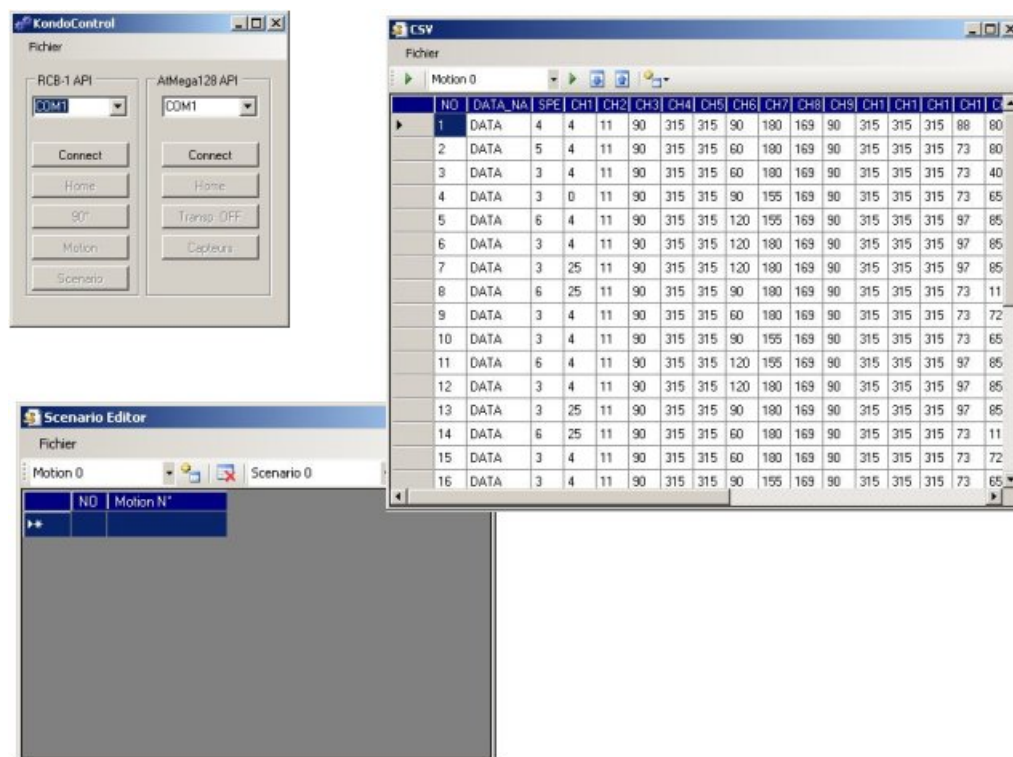 KondoControl
Fichier
RCB-1 API
AtMega128 API
COM1
COM1
Connect
Connect
Home
Home
90°
Transp. OFF
Motion
Capteurs
Scenario
CSV
Fichier
Motion 0
NO DATA_NA SPE CH1 CH2 CH3 CH4 CH5 CH6 CH7 CH8 CH9 CH1 CH1 CH1 CH1
1 DATA 4 4 11 90 315 315 90 180 169 90 315 315 315 88 80
2 DATA 5 4 11 90 315 315 60 180 169 90 315 315 315 73 80
3 DATA 3 4 11 90 315 315 60 180 169 90 315 315 315 73 40
4 DATA 3 0 11 90 315 315 90 155 169 90 315 315 315 73 65
5 DATA 6 4 11 90 315 315 120 155 169 90 315 315 315 97 85
6 DATA 3 4 11 90 315 315 120 180 169 90 315 315 315 97 85
7 DATA 3 25 11 90 315 315 120 180 169 90 315 315 315 97 85
8 DATA 6 25 11 90 315 315 90 180 169 90 315 315 315 73 11
9 DATA 3 4 11 90 315 315 60 180 169 90 315 315 315 73 72
10 DATA 3 4 11 90 315 315 90 155 169 90 315 315 315 73 65
11 DATA 6 4 11 90 315 315 120 155 169 90 315 315 315 97 85
12 DATA 3 4 11 90 315 315 120 180 169 90 315 315 315 97 85
13 DATA 3 25 11 90 315 315 90 180 169 90 315 315 315 97 85
14 DATA 6 25 11 90 315 315 60 180 169 90 315 315 315 73 11
15 DATA 3 4 11 90 315 315 60 180 169 90 315 315 315 73 72
16 DATA 3 4 11 90 315 315 90 155 169 90 315 315 315 73 65
Scenario Editor
Fichier
Motion 0 Scenario 0
NO Motion N°